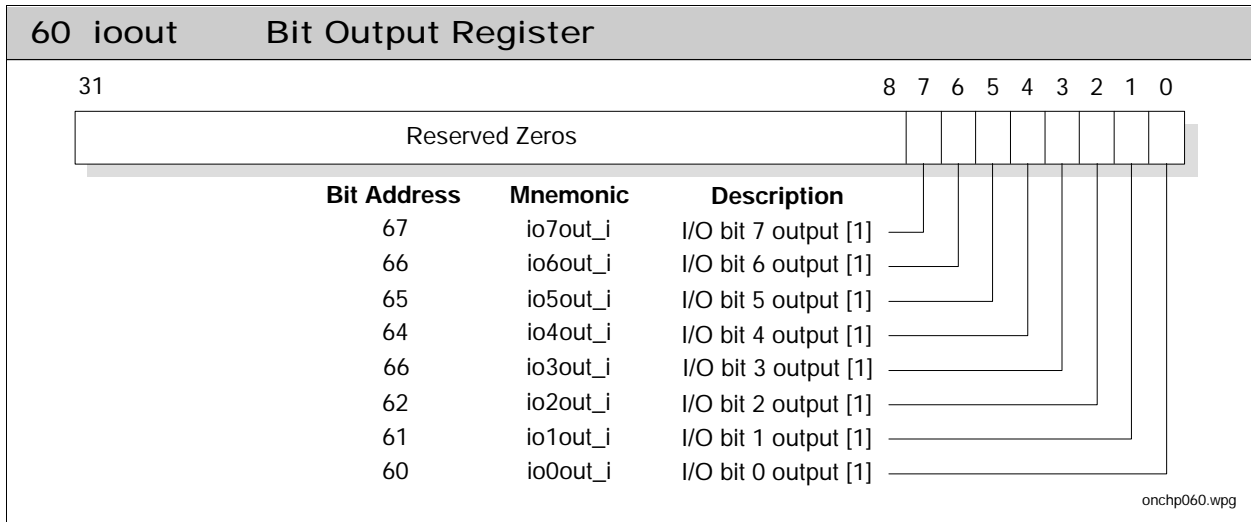 60 ioout Bit Output Register
31 8 7 6 5 4 3 2 1 0
Reserved Zeros
Bit Address Mnemonic Description
67 io7out_i I/O bit 7 output [1]
66 io6out_i I/O bit 6 output [1]
65 io5out_i I/O bit 5 output [1]
64 io4out_i I/O bit 4 output [1]
66 io3out_i I/O bit 3 output [1]
62 io2out_i I/O bit 2 output [1]
61 io1out_i I/O bit 1 output [1]
60 io0out_i I/O bit 0 output [1]
onchp060.wpg